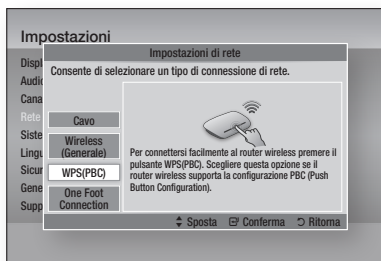 Impostazioni
Impostazioni di rete
Consente di selezionare un tipo di connessione di rete.
Displ
Audio
Cana
Rete
Siste
Lingu
Sicur
Gene
Supp
Cavo
Wireless
(Generale)
WPS(PBC)
One Foot
Connection
Per connettersi facilmente al router wireless premere il
pulsante WPS(PBC). Scegliere questa opzione se il
router wireless supporta la configurazione PBC (Push
Button Configuration).
Sposta Conferma Ritorna